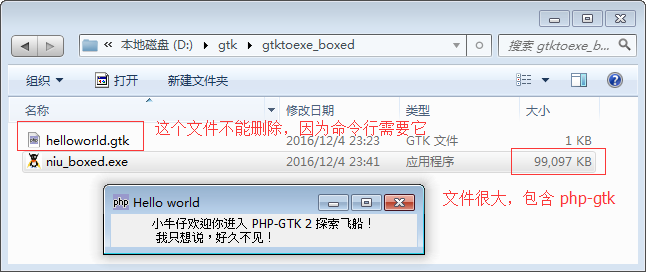 本地磁盘 (D:) ▸ gtk ▸ gtktoexe_boxed
搜索 gtktoexe_b...
组织 打开 新建文件夹
名称 修改日期 类型 大小
helloworld.gtk 2016/12/4 23:23 GTK 文件 1 KB
这个文件不能删除，因为命令行需要它
niu_boxed.exe 2016/12/4 23:41 应用程序 99,097 KB
文件很大，包含 php-gtk
php Hello world
小牛仔欢迎你进入 PHP-GTK 2 探索飞船！
我只想说，好久不见！